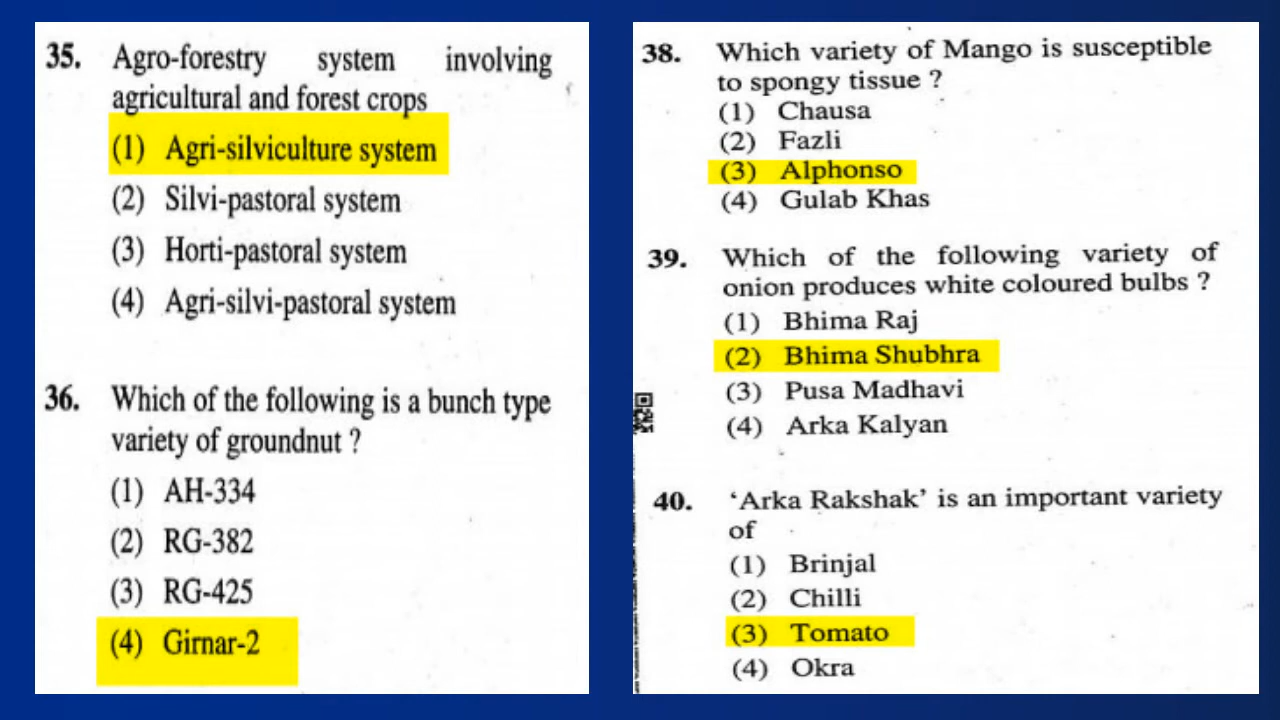 35. Agro-forestry system involving
agricultural and forest crops
(1) Agri-silviculture system
(2) Silvi-pastoral system
(3) Horti-pastoral system
(4) Agri-silvi-pastoral system
36. Which of the following is a bunch type
variety of groundnut ?
(1) AH-334
(2) RG-382
(3) RG-425
(4) Girnar-2
38. Which variety of Mango is susceptible
to spongy tissue ?
(1) Chausa
(2) Fazli
(3) Alphonso
(4) Gulab Khas
39. Which of the following variety of
onion produces white coloured bulbs ?
(1) Bhima Raj
(2) Bhima Shubhra
(3) Pusa Madhavi
(4) Arka Kalyan
40. ‘Arka Rakshak’ is an important variety
of
(1) Brinjal
(2) Chilli
(3) Tomato
(4) Okra